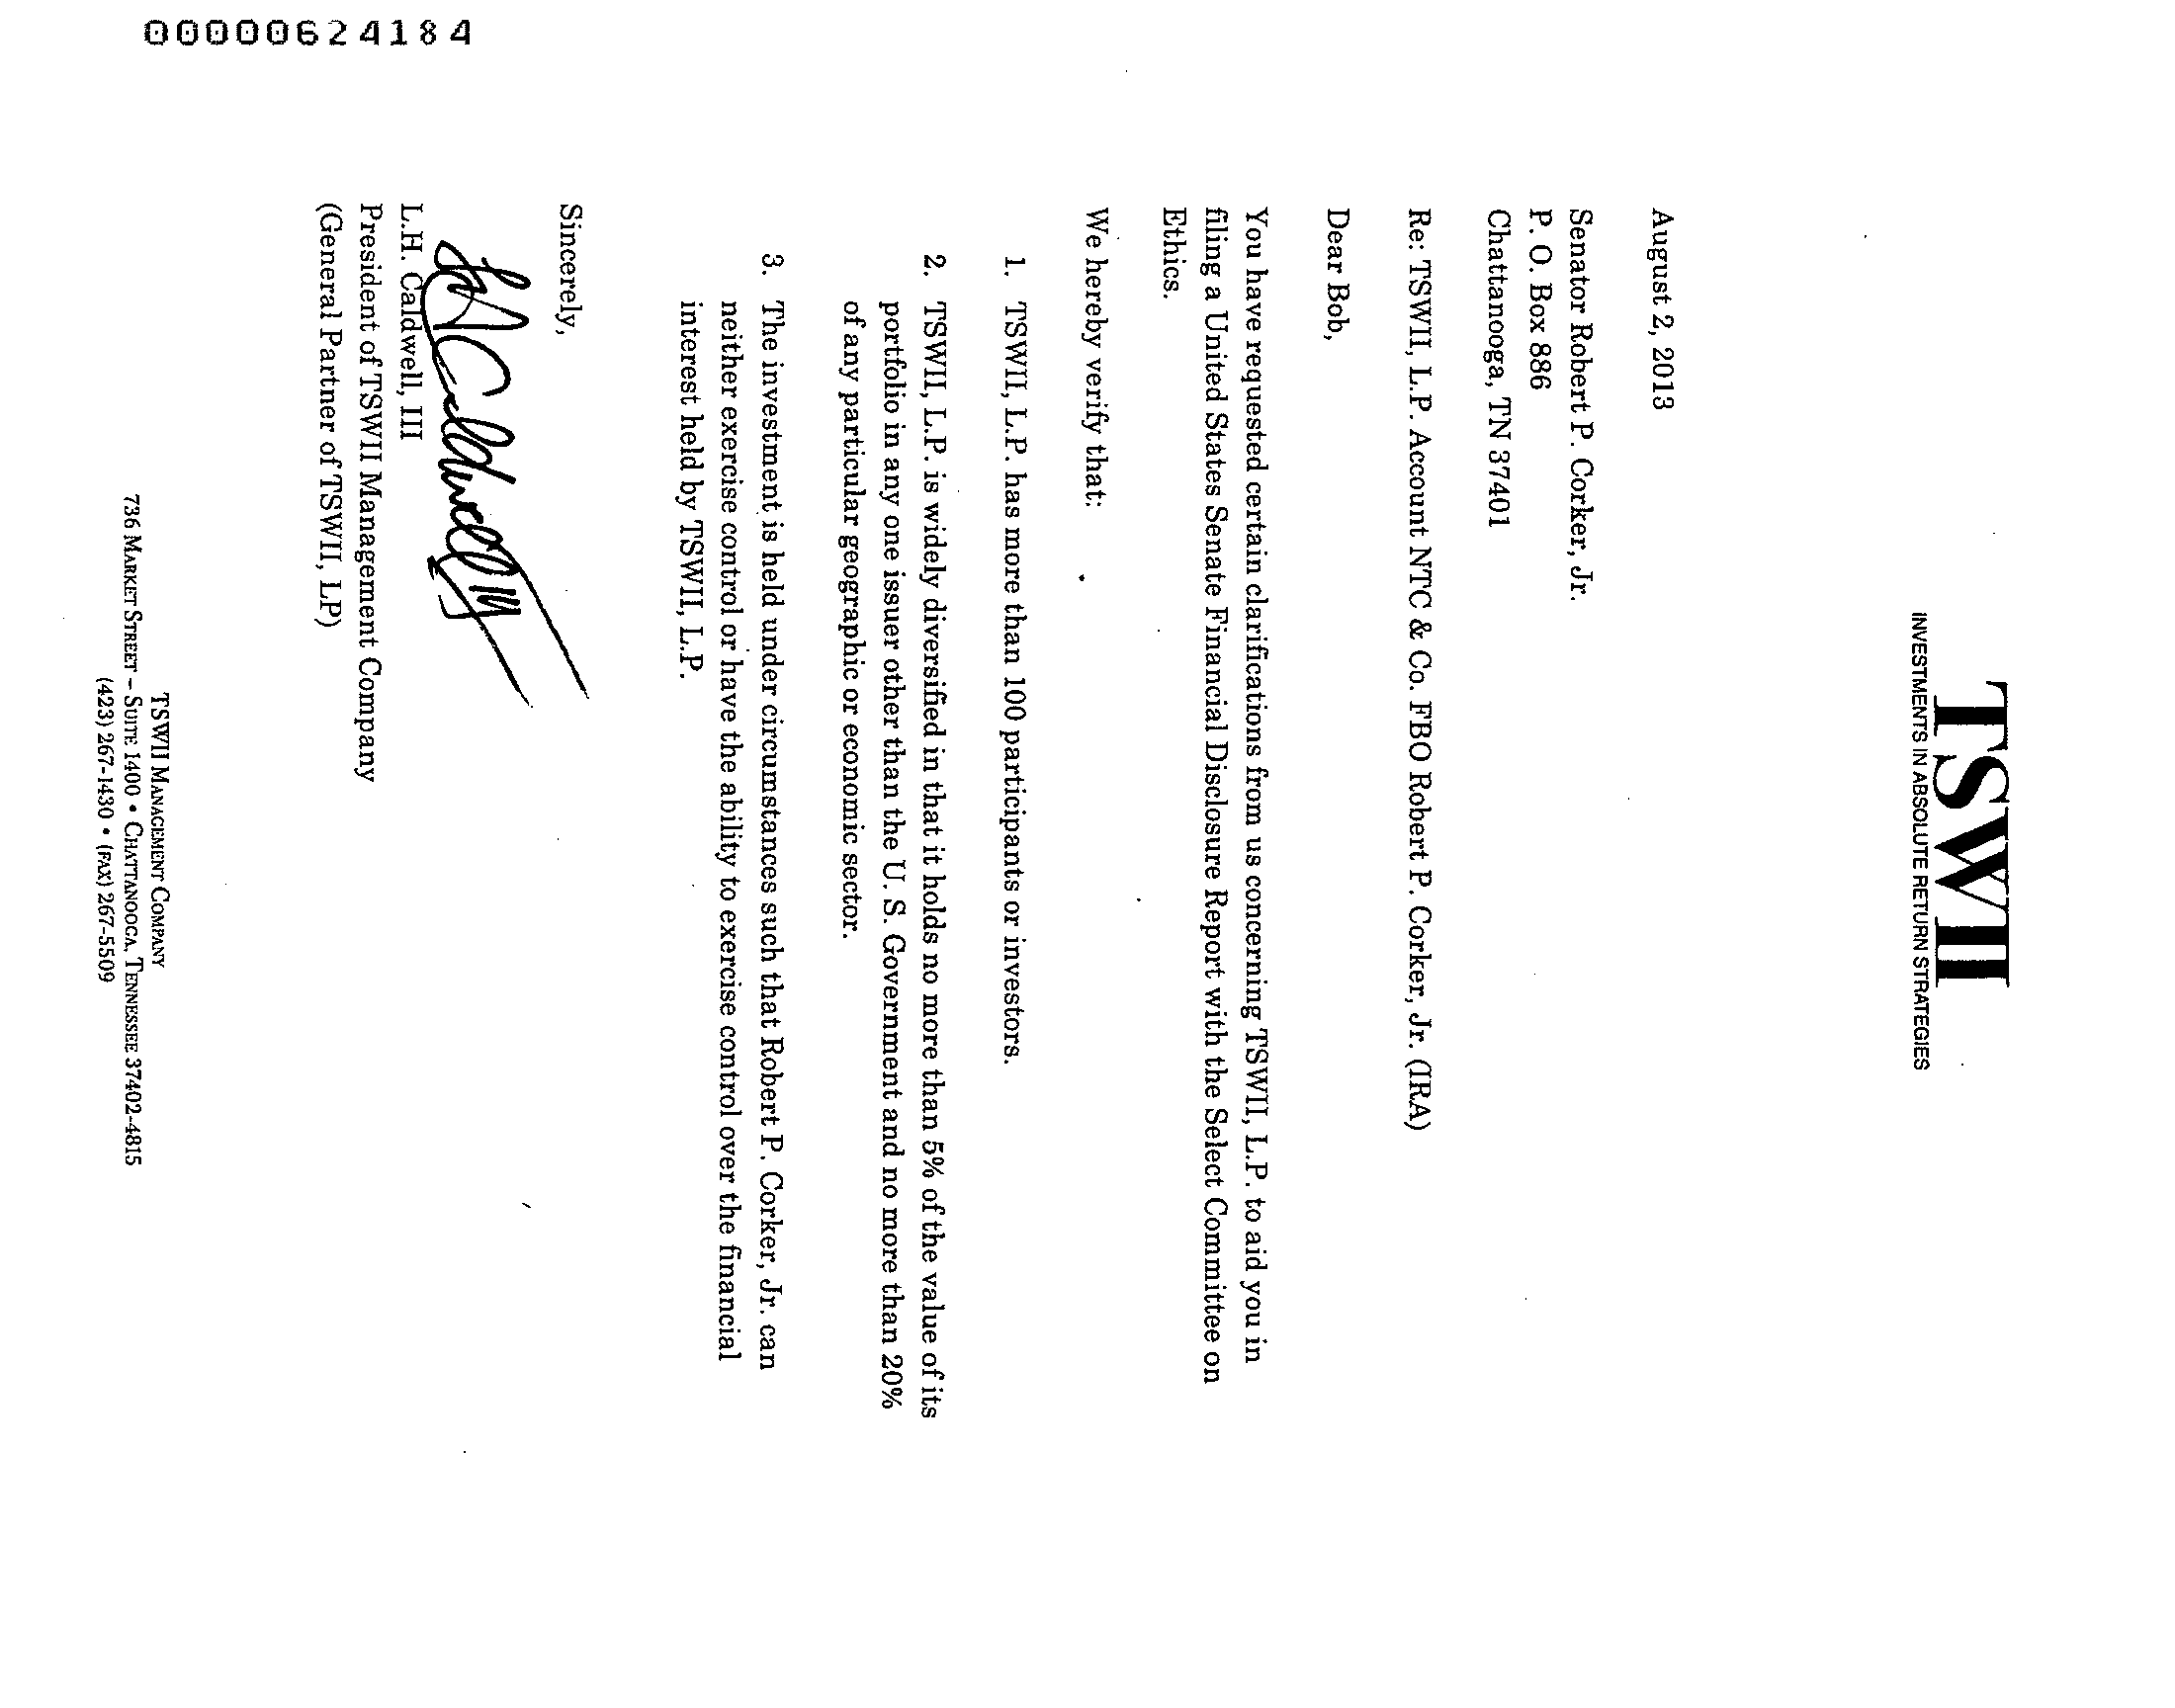 00000624184
TSWII
INVESTMENTS IN ABSOLUTE RETURN STRATEGIES
August 2, 2013
Senator Robert P. Corker, Jr.
P. O. Box 886
Chattanooga, TN 37401
Re: TSWII, L.P. Account NTC & Co. FBO Robert P. Corker, Jr. (IRA)
Dear Bob,
You have requested certain clarifications from us concerning TSWII, L.P. to aid you in
filing a United States Senate Financial Disclosure Report with the Select Committee on
Ethics.
We hereby verify that:
1. TSWII, L.P. has more than 100 participants or investors.
2. TSWII, L.P. is widely diversified in that it holds no more than 5% of the value of its
portfolio in any one issuer other than the U. S. Government and no more than 20%
of any particular geographic or economic sector.
3. The investment is held under circumstances such that Robert P. Corker, Jr. can
neither exercise control or have the ability to exercise control over the financial
interest held by TSWII, L.P.
Sincerely,
LH Caldwell III
L.H. Caldwell, III
President of TSWII Management Company
(General Partner of TSWII, LP)
TSWII MANAGEMENT COMPANY
736 MARKET STREET – SUITE 1400 • CHATTANOOGA, TENNESSEE 37402-4815
(423) 267-1430 • (FAX) 267-5509